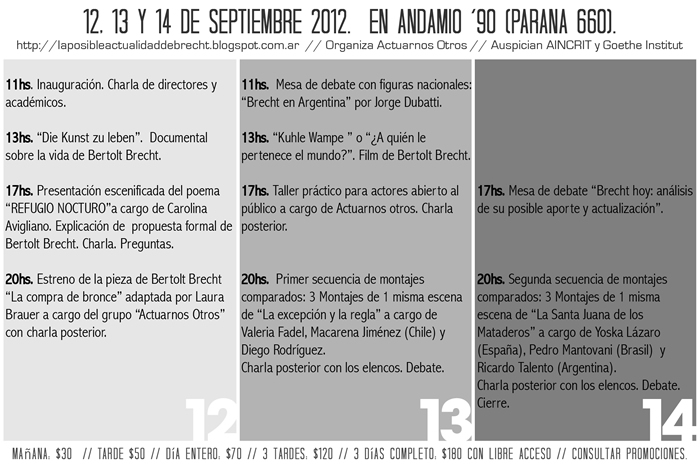 12, 13 Y 14 DE SEPTIEMBRE 2012. EN ANDAMIO ´90 (PARANA 660).
http://laposibleactualidaddebrecht.blogspot.com.ar // Organiza Actuarnos Otros // Auspician AINCRIT y Goethe Institut
11hs. Inauguración. Charla de directores y
académicos.
13hs. “Die Kunst zu leben”. Documental
sobre la vida de Bertolt Brecht.
17hs. Presentación escenificada del poema
“REFUGIO NOCTURO”a cargo de Carolina
Avigliano. Explicación de propuesta formal de
Bertolt Brecht. Charla. Preguntas.
20hs. Estreno de la pieza de Bertolt Brecht
“La compra de bronce” adaptada por Laura
Brauer a cargo del grupo “Actuarnos Otros”
con charla posterior.
12
11hs. Mesa de debate con figuras nacionales:
“Brecht en Argentina” por Jorge Dubatti.
13hs. “Kuhle Wampe ” o “¿A quién le
pertenece el mundo?”. Film de Bertolt Brecht.
17hs. Taller práctico para actores abierto al
público a cargo de Actuarnos otros. Charla
posterior.
20hs. Primer secuencia de montajes
comparados: 3 Montajes de 1 misma escena
de “La excepción y la regla” a cargo de
Valeria Fadel, Macarena Jiménez (Chile) y
Diego Rodríguez.
Charla posterior con los elencos. Debate.
13
17hs. Mesa de debate “Brecht hoy: análisis
de su posible aporte y actualización”.
20hs. Segunda secuencia de montajes
comparados: 3 Montajes de 1 misma
escena de “La Santa Juana de los
Mataderos” a cargo de Yoska Lázaro
(España), Pedro Mantovani (Brasil) y
Ricardo Talento (Argentina).
Charla posterior con los elencos. Debate.
Cierre.
14
MAñANA, $30 // TARDE $50 // DíA ENTERO, $70 // 3 TARDES, $120 // 3 DíAS COMPLETO, $180 CON LIBRE ACCESO // CONSULTAR PROMOCIONES.